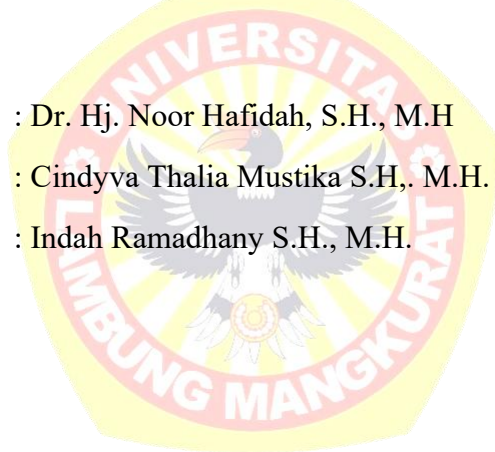 UNIVERSITAS
: Dr. Hj. Noor Hafidah, S.H., M.H
: Cindyva Thalia Mustika S.H,. M.H.
: Indah Ramadhany S.H., M.H.
LAMBUNG MANGKURAT